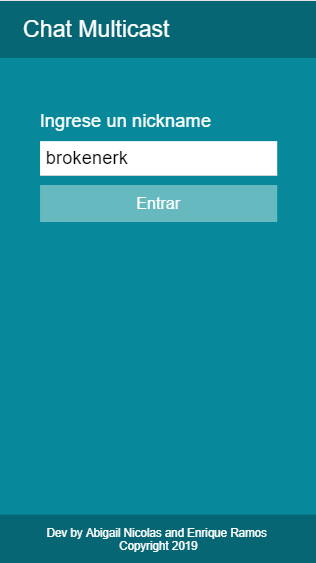 Chat Multicast
Ingrese un nickname
brokenerk
Entrar
Dev by Abigail Nicolas and Enrique Ramos
Copyright 2019